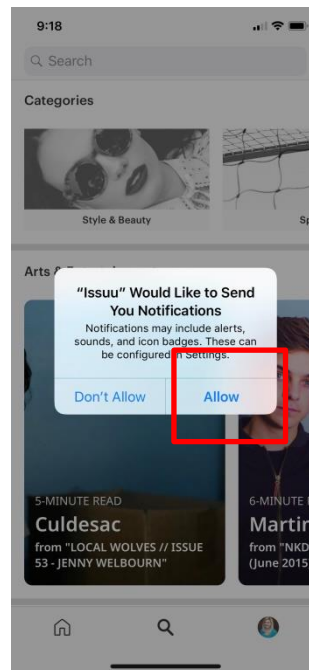 9:18
Search
Categories
Style & Beauty
Sp
Arts &
"Issuu" Would Like to Send
You Notifications
Notifications may include alerts,
sounds, and icon badges. These can
be configured in Settings.
Don't Allow
Allow
5-MINUTE READ
Culdesac
from "LOCAL WOLVES // ISSUE
53 - JENNY WELBOURN"
6-MINUTE
Martin
from "NKD
(June 2015